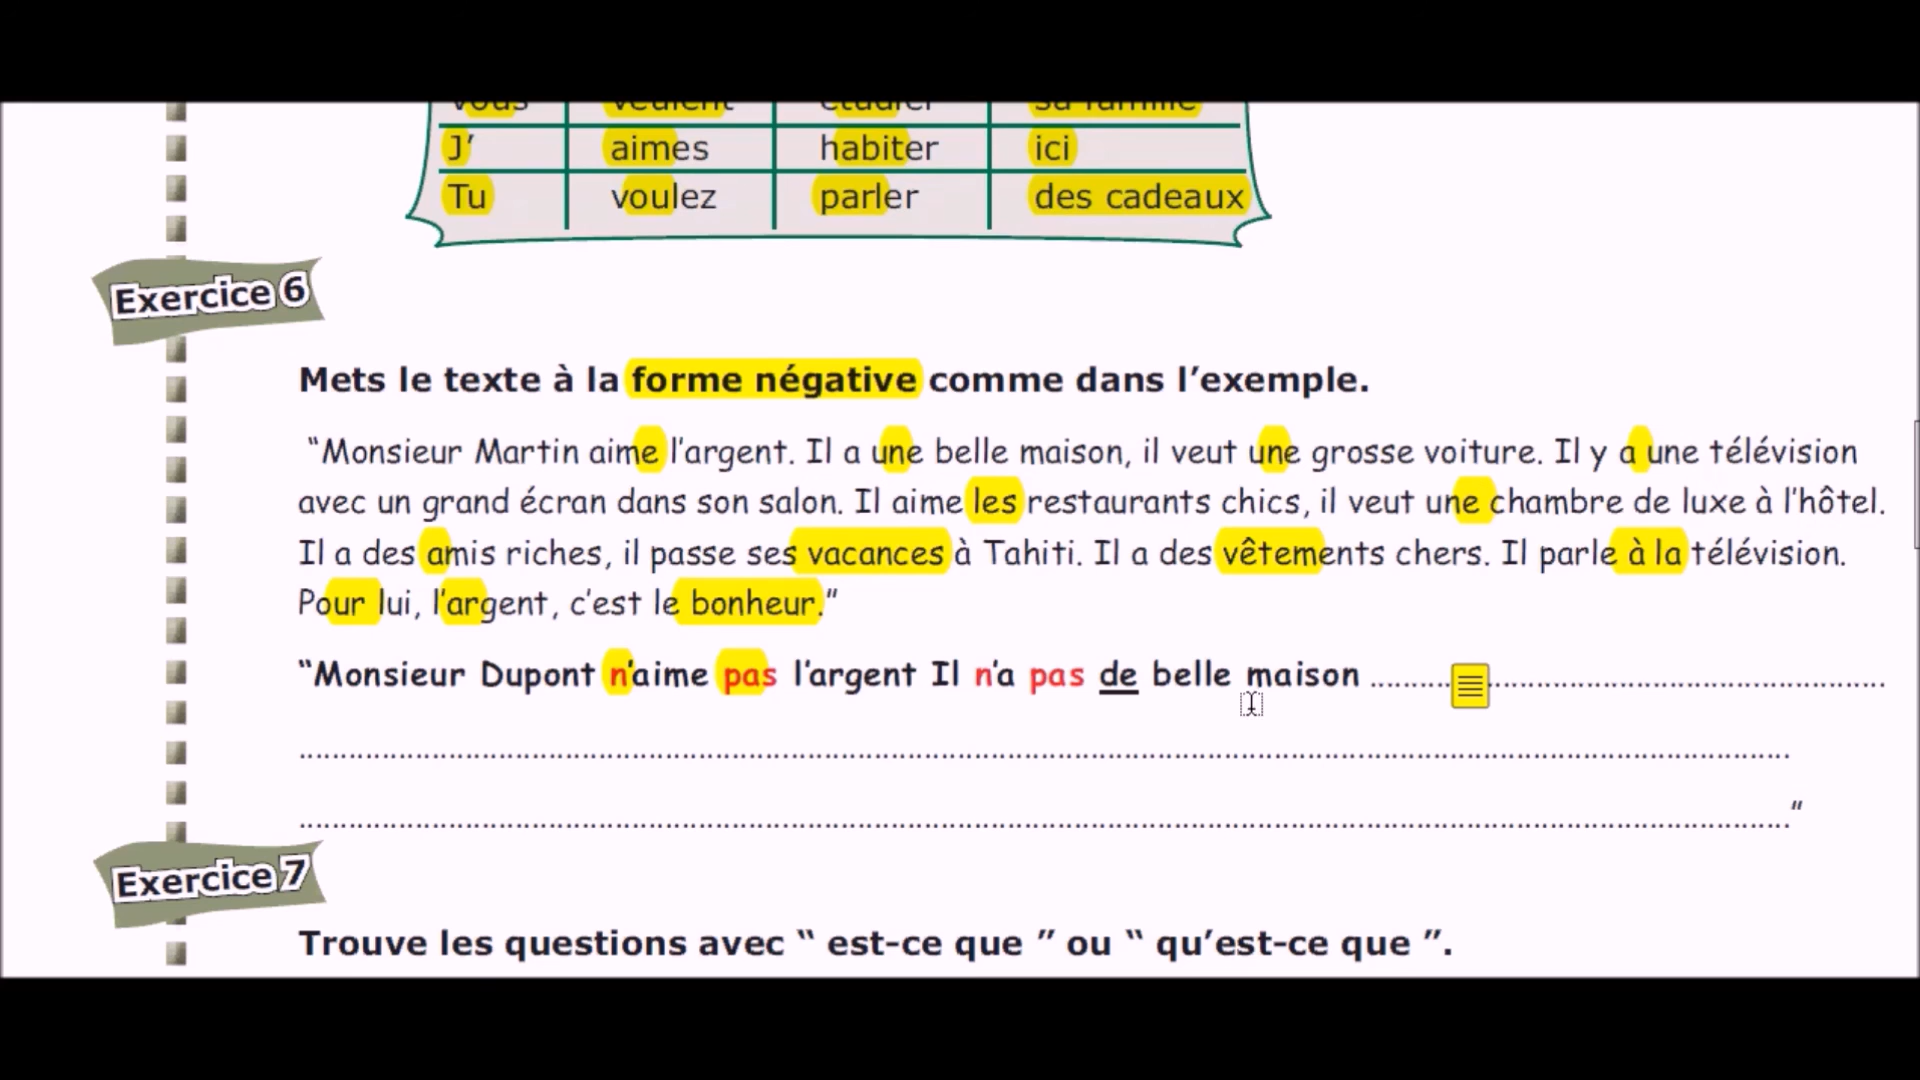 vous veulent étudier sa famille
J’ aimes habiter ici
Tu voulez parler des cadeaux
Exercice 6
Mets le texte à la forme négative comme dans l’exemple.
“Monsieur Martin aime l’argent. Il a une belle maison, il veut une grosse voiture. Il y a une télévision
avec un grand écran dans son salon. Il aime les restaurants chics, il veut une chambre de luxe à l’hôtel.
Il a des amis riches, il passe ses vacances à Tahiti. Il a des vêtements chers. Il parle à la télévision.
Pour lui, l’argent, c’est le bonheur.”
“Monsieur Dupont n’aime pas l’argent Il n’a pas de belle maison ..........................................................
..........................................................................................................................
..........................................................................................................................”
Exercice 7
Trouve les questions avec “ est-ce que ” ou “ qu’est-ce que ”.